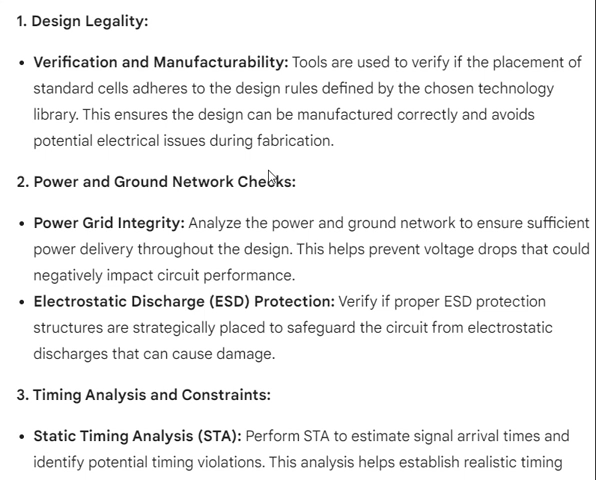 1. Design Legality:
• Verification and Manufacturability: Tools are used to verify if the placement of
standard cells adheres to the design rules defined by the chosen technology
library. This ensures the design can be manufactured correctly and avoids
potential electrical issues during fabrication.
2. Power and Ground Network Checks:
• Power Grid Integrity: Analyze the power and ground network to ensure sufficient
power delivery throughout the design. This helps prevent voltage drops that could
negatively impact circuit performance.
• Electrostatic Discharge (ESD) Protection: Verify if proper ESD protection
structures are strategically placed to safeguard the circuit from electrostatic
discharges that can cause damage.
3. Timing Analysis and Constraints:
• Static Timing Analysis (STA): Perform STA to estimate signal arrival times and
identify potential timing violations. This analysis helps establish realistic timing